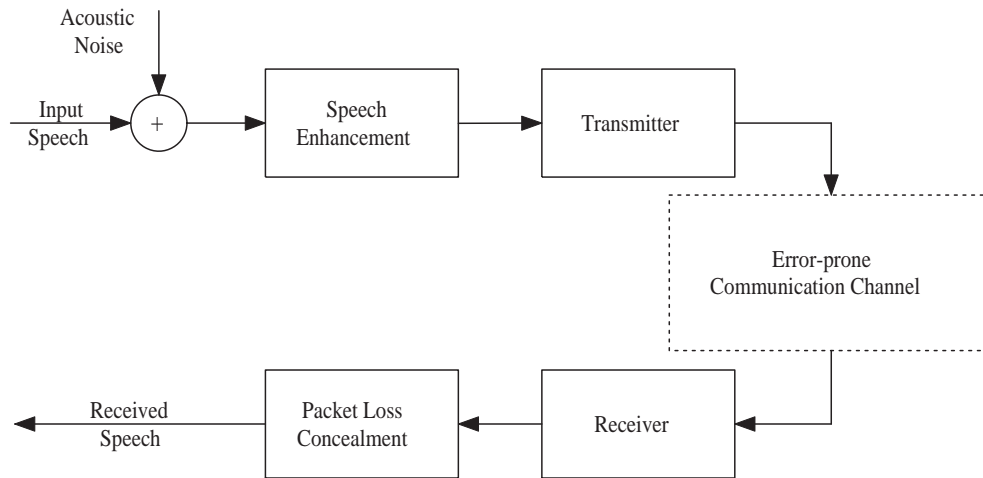 Acoustic
Noise
Input
Speech
+
Speech
Enhancement
Transmitter
Error-prone
Communication Channel
Receiver
Packet Loss
Concealment
Received
Speech